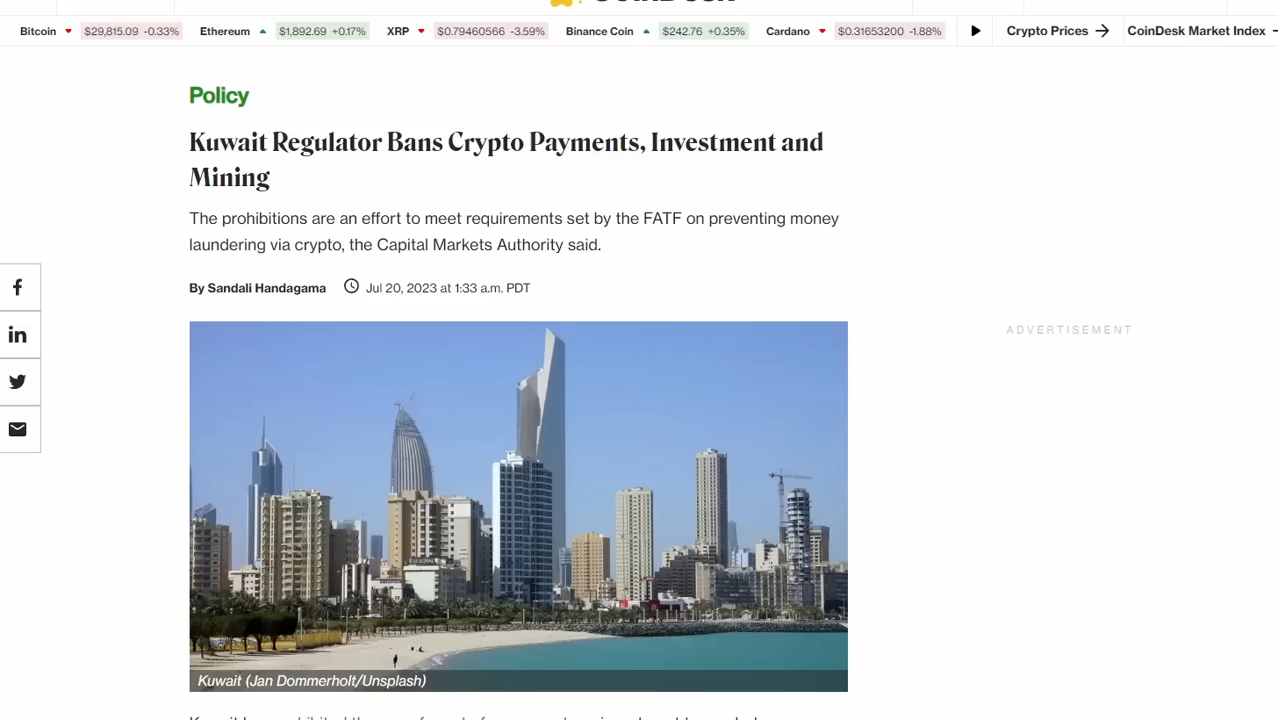 Bitcoin $29,815.09 -0.33% Ethereum $1,892.69 +0.17% XRP $0.79460566 -3.59% Binance Coin $242.76 +0.35% Cardano $0.31653200 -1.88% Crypto Prices → CoinDesk Market Index
Policy
Kuwait Regulator Bans Crypto Payments, Investment and
Mining
The prohibitions are an effort to meet requirements set by the FATF on preventing money
laundering via crypto, the Capital Markets Authority said.
By Sandali Handagama Jul 20, 2023 at 1:33 a.m. PDT
ADVERTISEMENT
Kuwait (Jan Dommerholt/Unsplash)